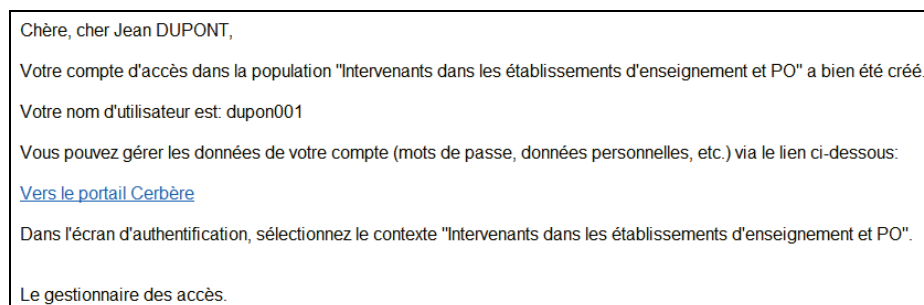 Chère, cher Jean DUPONT,
Votre compte d'accès dans la population "Intervenants dans les établissements d'enseignement et PO" a bien été créé.
Votre nom d'utilisateur est: dupon001
Vous pouvez gérer les données de votre compte (mots de passe, données personnelles, etc.) via le lien ci-dessous:
Vers le portail Cerbère
Dans l'écran d'authentification, sélectionnez le contexte "Intervenants dans les établissements d'enseignement et PO".
Le gestionnaire des accès.